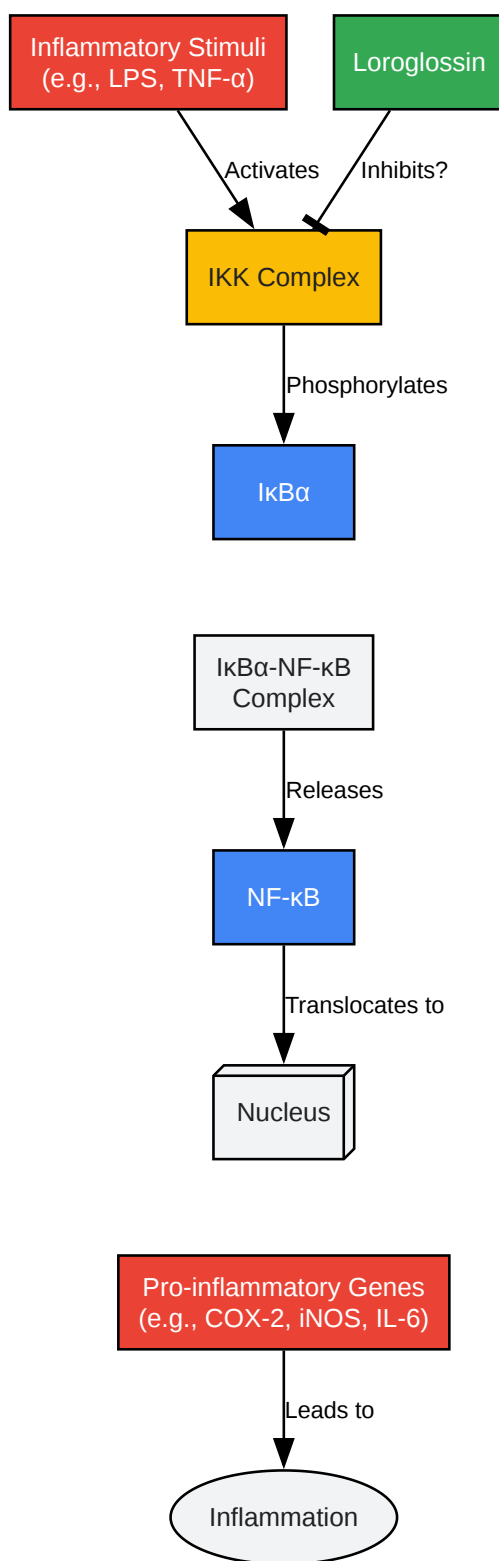 Inflammatory Stimuli
(e.g., LPS, TNF-α)
Loroglossin
Activates
Inhibits?
IKK Complex
Phosphorylates
IκBα
IκBα-NF-κB
Complex
Releases
NF-κB
Translocates to
Nucleus
Pro-inflammatory Genes
(e.g., COX-2, iNOS, IL-6)
Leads to
Inflammation